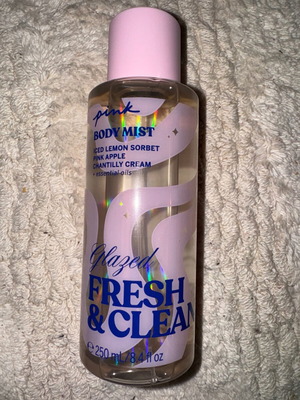 pink
BODY MIST
ICED LEMON SORBET
PINK APPLE
CHANTILLY CREAM
+ essential oils
Glazed
FRESH
& CLEAN
℮ 250 mL / 8.4 fl oz